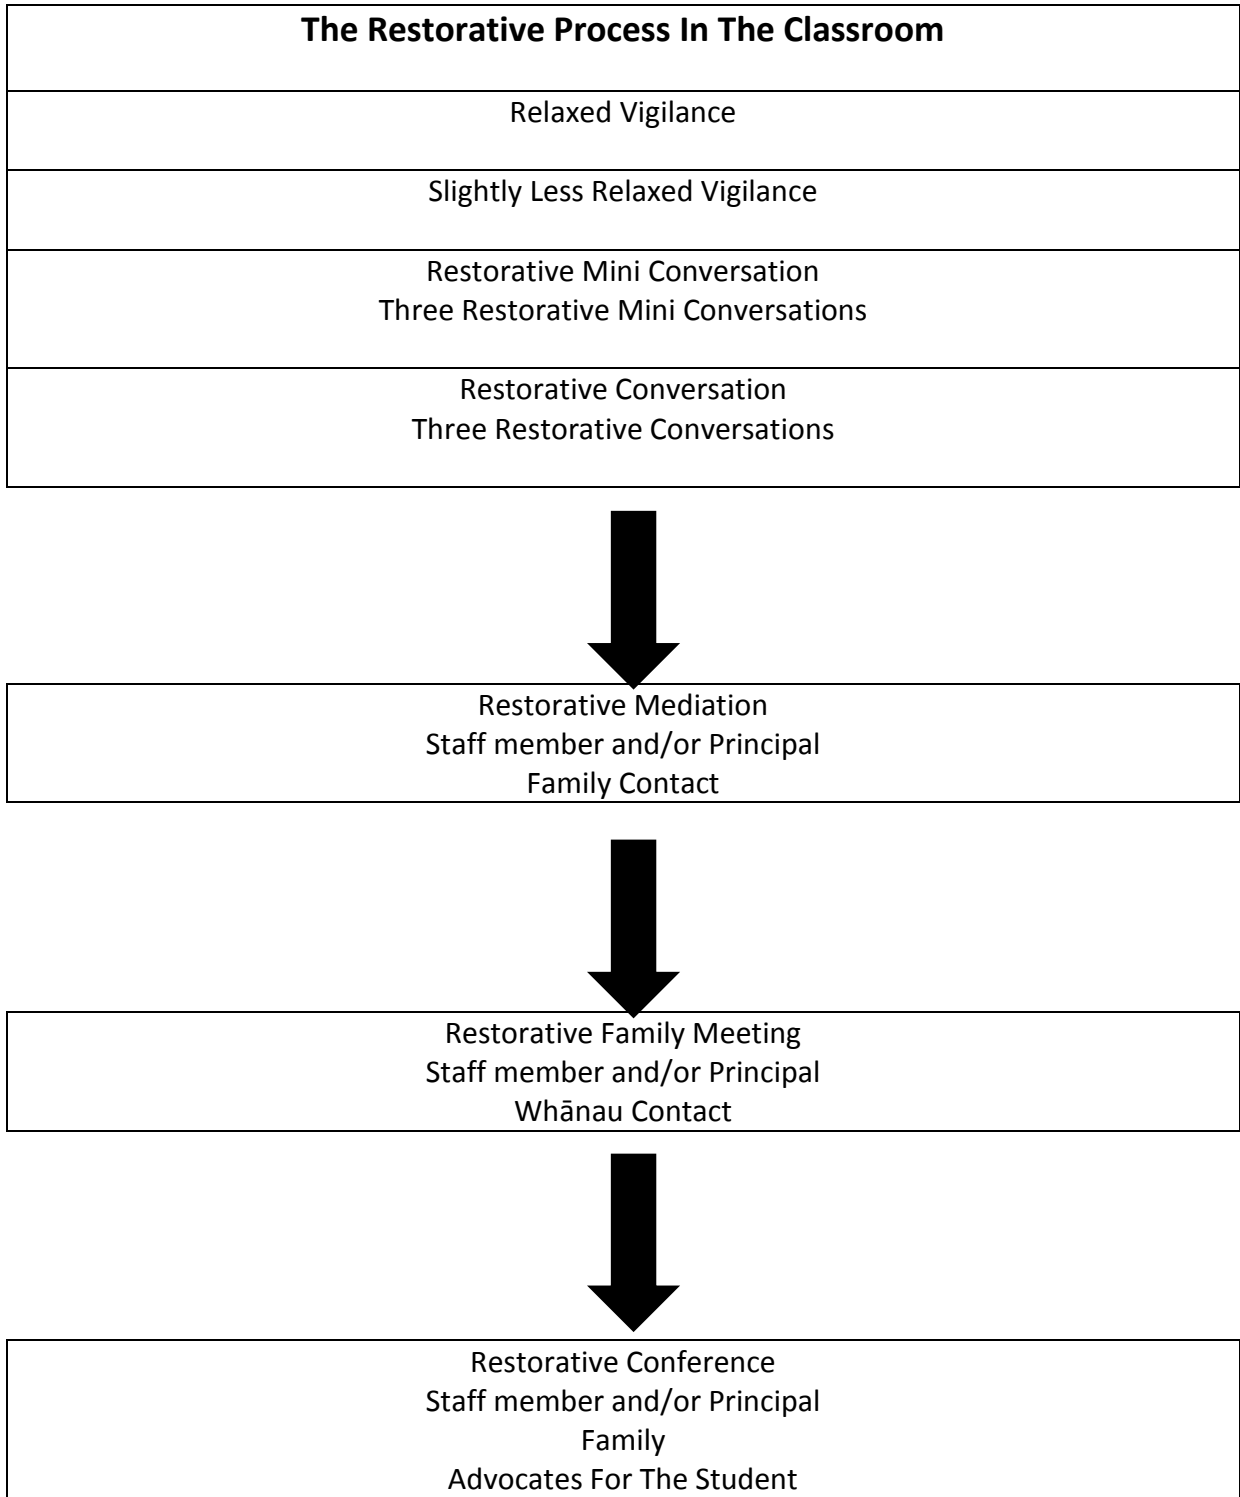 The Restorative Process In The Classroom
Relaxed Vigilance
Slightly Less Relaxed Vigilance
Restorative Mini Conversation
Three Restorative Mini Conversations
Restorative Conversation
Three Restorative Conversations
Restorative Mediation
Staff member and/or Principal
Family Contact
Restorative Family Meeting
Staff member and/or Principal
Whānau Contact
Restorative Conference
Staff member and/or Principal
Family
Advocates For The Student